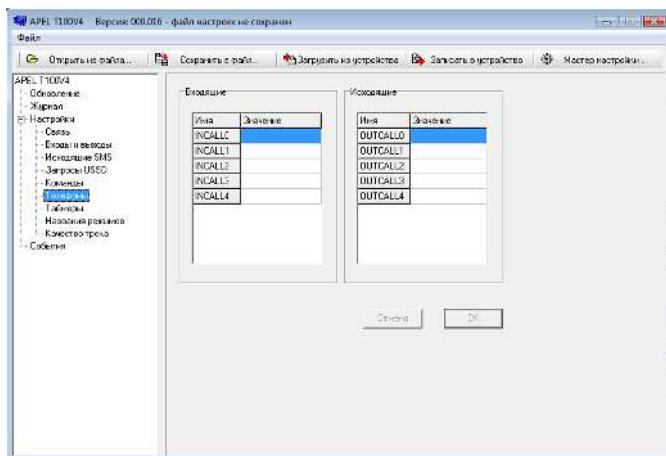 APEL T100V4 Версия: 000.016 - файл настроек не сохранен
Файл
Открыть из файла... Сохранить в файл... Загрузить из устройства Записать в устройство Мастер настройки...
APEL T100V4
Обновление
Журнал
Настройки
Связь
Входы и выходы
Исходящие SMS
Запросы USSD
Команды
Телефоны
Таймеры
Названия режимов
Качество трека
События
Входящие
Имя Значение
INCALL0
INCALL1
INCALL2
INCALL3
INCALL4
Исходящие
Имя Значение
OUTCALL0
OUTCALL1
OUTCALL2
OUTCALL3
OUTCALL4
Отмена OK